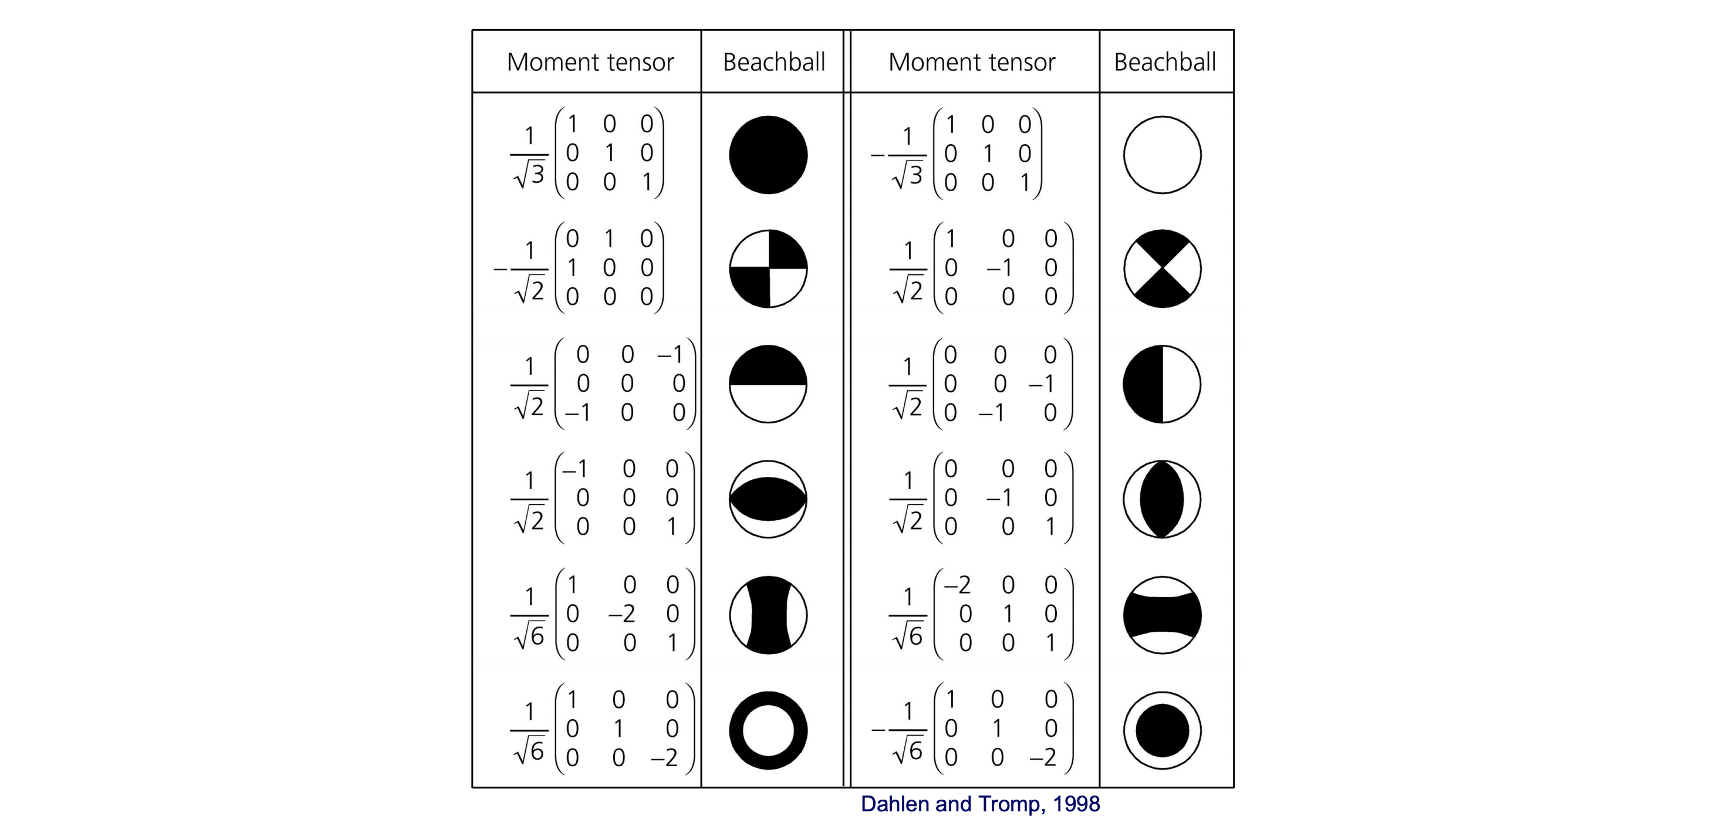 Moment tensor Beachball Moment tensor Beachball
1/√3 (1 0 0 -1/√3 (1 0 0
0 1 0 0 1 0
0 0 1) 0 0 1)
-1/√2 (0 1 0 1/√2 (1 0 0
1 0 0 0 -1 0
0 0 0) 0 0 0)
1/√2 (0 0 -1 1/√2 (0 0 0
0 0 0 0 0 -1
-1 0 0) 0 -1 0)
1/√2 (-1 0 0 1/√2 (0 0 0
0 0 0 0 -1 0
0 0 1) 0 0 1)
1/√6 (1 0 0 1/√6 (-2 0 0
0 -2 0 0 1 0
0 0 1) 0 0 1)
1/√6 (1 0 0 -1/√6 (1 0 0
0 1 0 0 1 0
0 0 -2) 0 0 -2)
Dahlen and Tromp, 1998